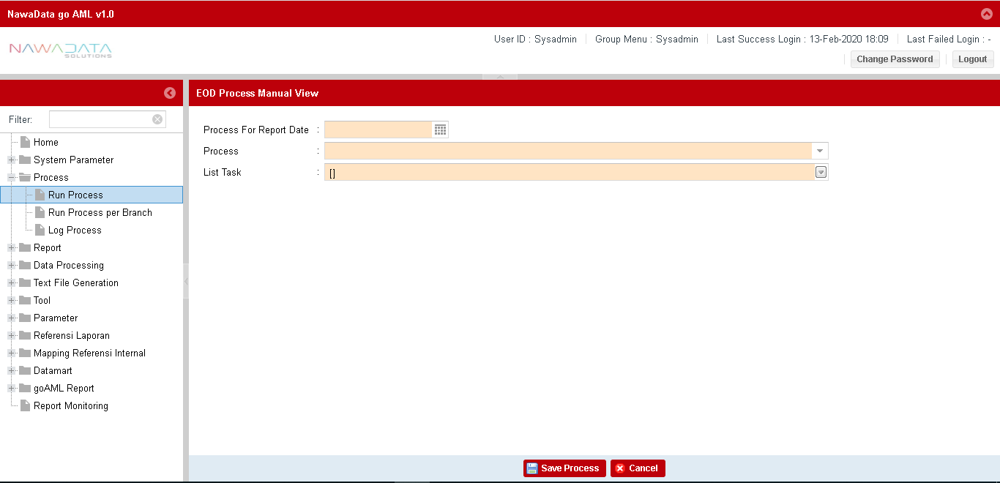 NawaData go AML v1.0
NAWADATA
SOLUTIONS
User ID : Sysadmin
Group Menu : Sysadmin
Last Success Login : 13-Feb-2020 18:09
Last Failed Login : -
Change Password
Logout
EOD Process Manual View
Filter:
Home
System Parameter
Process
Run Process
Run Process per Branch
Log Process
Report
Data Processing
Text File Generation
Tool
Parameter
Referensi Laporan
Mapping Referensi Internal
Datamart
goAML Report
Report Monitoring
Process For Report Date :
Process :
List Task : []
Save Process
Cancel